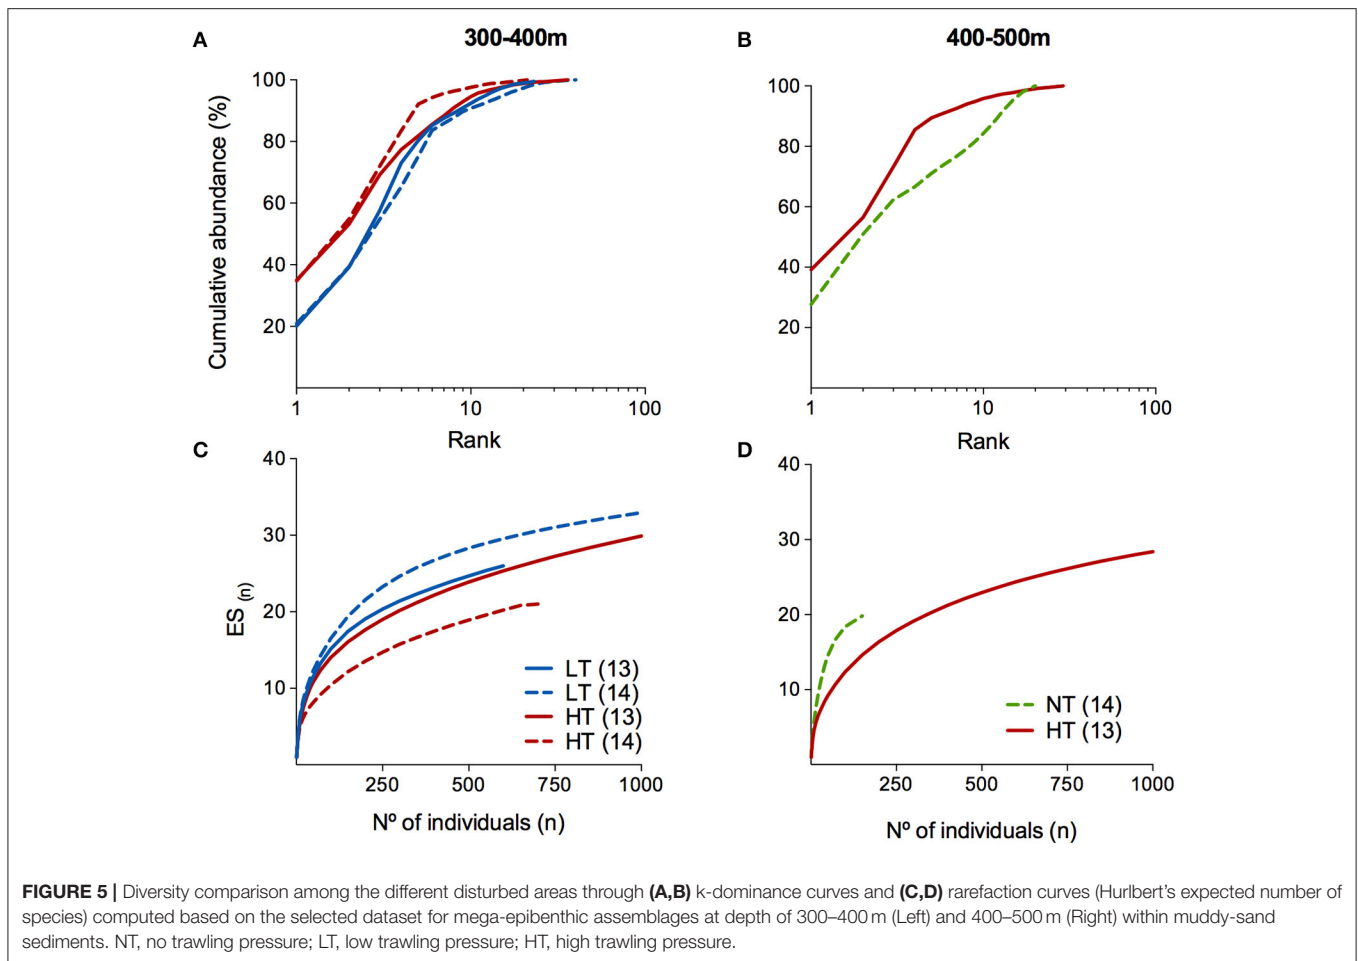 A
300-400m
B
400-500m
Cumulative abundance (%)
100
80
60
40
20
1
10
100
Rank
100
80
60
40
20
1
10
100
Rank
C
ES (n)
40
30
20
10
LT (13)
LT (14)
HT (13)
HT (14)
250
500
750
1000
Nº of individuals (n)
D
40
30
20
10
NT (14)
HT (13)
250
500
750
1000
Nº of individuals (n)
FIGURE 5 | Diversity comparison among the different disturbed areas through (A,B) k-dominance curves and (C,D) rarefaction curves (Hurlbert's expected number of
species) computed based on the selected dataset for mega-epibenthic assemblages at depth of 300–400 m (Left) and 400–500 m (Right) within muddy-sand
sediments. NT, no trawling pressure; LT, low trawling pressure; HT, high trawling pressure.